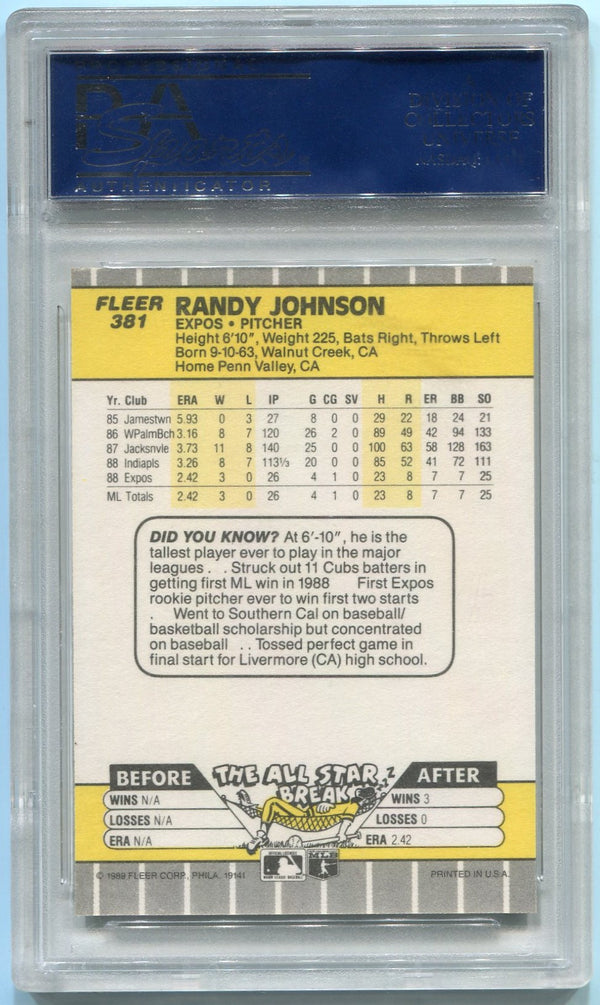 AUTHENTICATOR
FLEER
381
RANDY JOHNSON
EXPOS • PITCHER
Height 6'10", Weight 225, Bats Right, Throws Left
Born 9-10-63, Walnut Creek, CA
Home Penn Valley, CA
Yr. Club ERA W L IP G CG SV H R ER BB SO
85 Jamestwn 5.93 0 3 27 8 0 0 29 22 18 24 21
86 WPalmBch 3.16 8 7 120 26 2 0 89 49 42 94 133
87 Jacksnvle 3.73 11 8 140 25 0 0 100 63 58 128 163
88 Indiapls 3.26 8 7 113⅓ 20 0 0 85 52 41 72 111
88 Expos 2.42 3 0 26 4 1 0 23 8 7 7 25
ML Totals 2.42 3 0 26 4 1 0 23 8 7 7 25
DID YOU KNOW? At 6'-10", he is the
tallest player ever to play in the major
leagues . . Struck out 11 Cubs batters in
getting first ML win in 1988 First Expos
rookie pitcher ever to win first two starts
. Went to Southern Cal on baseball/
basketball scholarship but concentrated
on baseball . . Tossed perfect game in
final start for Livermore (CA) high school.
BEFORE THE ALL STAR BREAK AFTER
WINS N/A WINS 3
LOSSES N/A LOSSES 0
ERA N/A ERA 2.42
© 1989 FLEER CORP., PHILA. 19141 MLB PRINTED IN U.S.A.